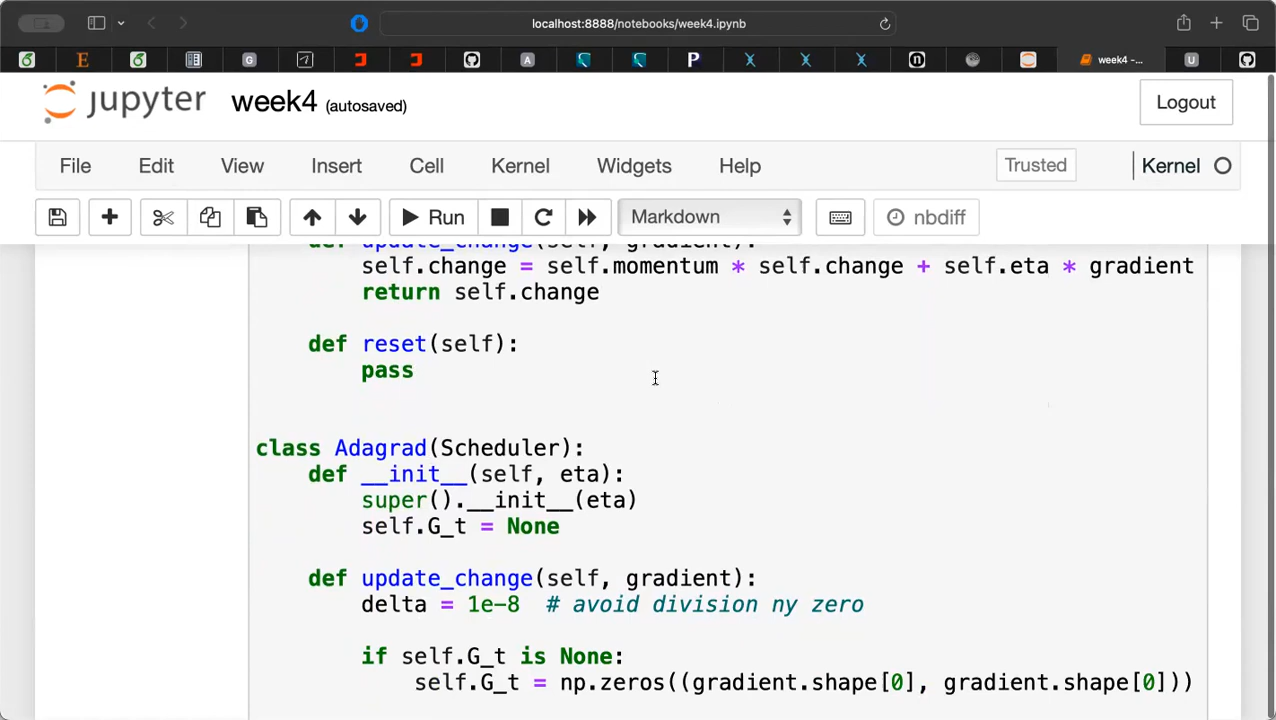 localhost:8888/notebooks/week4.ipynb
week4 -...
jupyter week4 (autosaved)
Logout
File Edit View Insert Cell Kernel Widgets Help
Trusted
Kernel
Run
Markdown
nbdiff
def update_change(self, gradient):
self.change = self.momentum * self.change + self.eta * gradient
return self.change
def reset(self):
pass
class Adagrad(Scheduler):
def __init__(self, eta):
super().__init__(eta)
self.G_t = None
def update_change(self, gradient):
delta = 1e-8 # avoid division ny zero
if self.G_t is None:
self.G_t = np.zeros((gradient.shape[0], gradient.shape[0]))